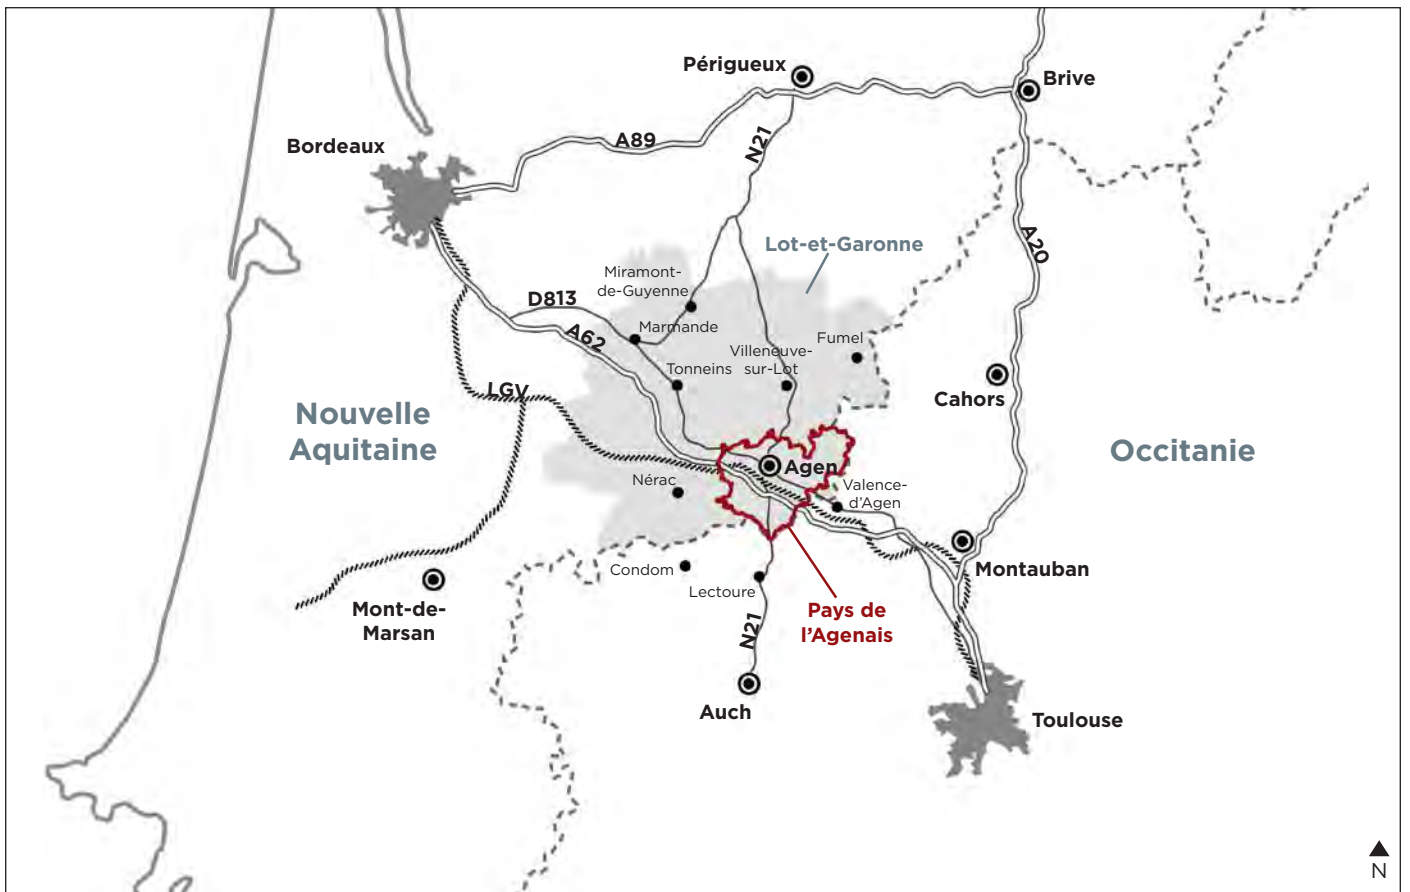 Périgueux
Brive
Bordeaux
A89
N21
Lot-et-Garonne
A20
Miramont-
de-Guyenne
D813
Marmande
A62
Fumel
Villeneuve-
sur-Lot
Tonneins
Cahors
LGV
Nouvelle
Aquitaine
Occitanie
Agen
Nérac
Valence-
d'Agen
Montauban
Condom
Lectoure
Mont-de-
Marsan
Pays de
l'Agenais
N21
Auch
Toulouse
N